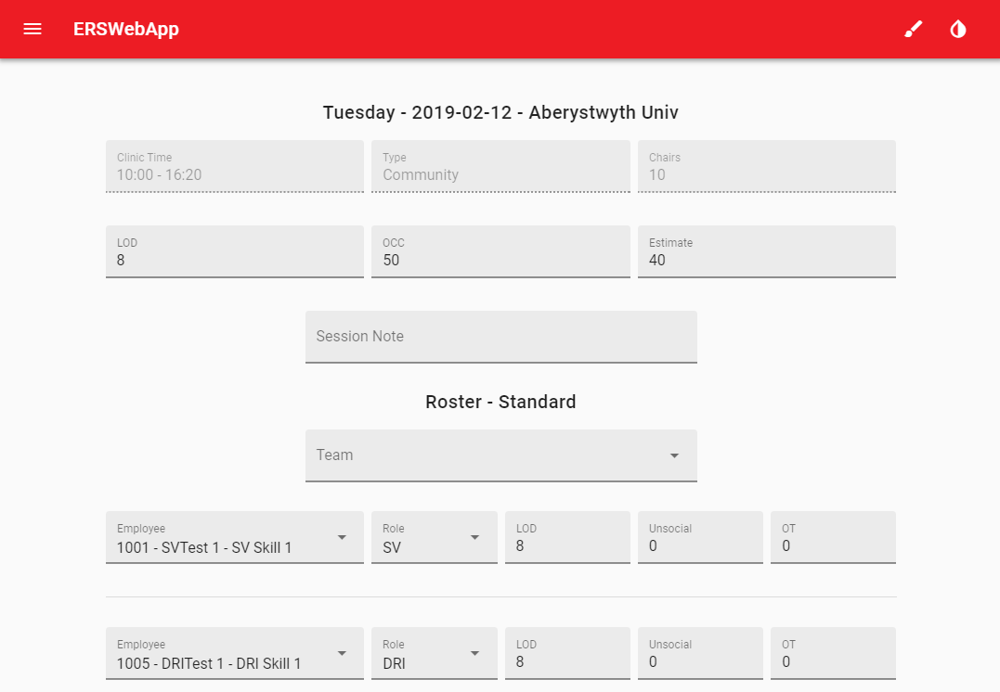 ERSWebApp
Tuesday - 2019-02-12 - Aberystwyth Univ
Clinic Time Type Chairs
10:00 - 16:20 Community 10
LOD OCC Estimate
8 50 40
Session Note
Roster - Standard
Team
Employee Role LOD Unsocial OT
1001 - SVTest 1 - SV Skill 1 SV 8 0 0
Employee Role LOD Unsocial OT
1005 - DRITest 1 - DRI Skill 1 DRI 8 0 0